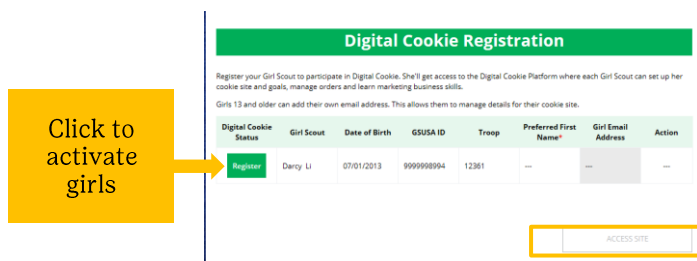 Digital Cookie Registration
Register your Girl Scout to participate in Digital Cookie. She'll get access to the Digital Cookie Platform where each Girl Scout can set up her
cookie site and goals, manage orders and learn marketing business skills.
Girls 13 and older can add their own email address. This allows them to manage details for their cookie site.
Click to
activate
girls
Digital Cookie Status Girl Scout Date of Birth GSUSA ID Troop Preferred First Name* Girl Email Address Action
Register Darcy Li 07/01/2013 9999998994 12361 --- --- ---
ACCESS SITE